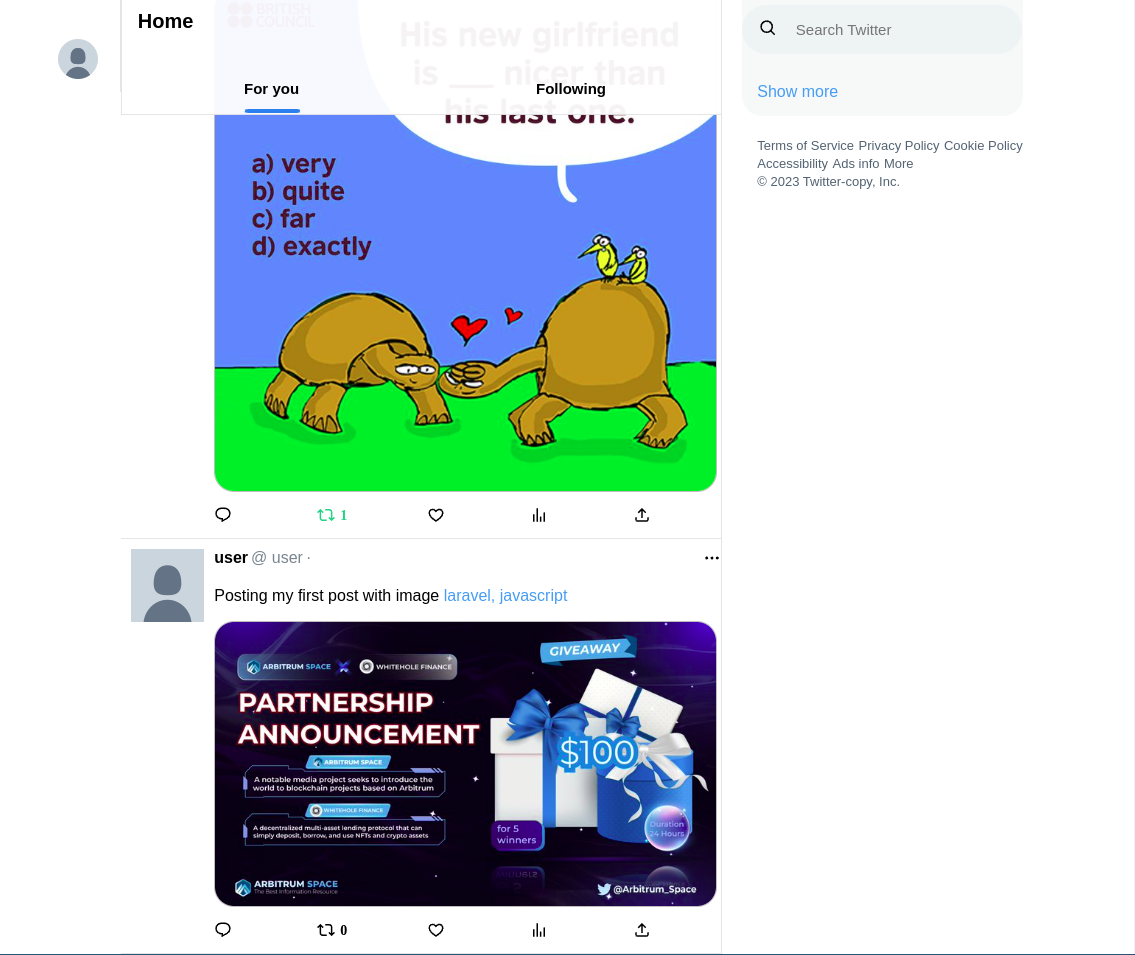 Home
BRITISH
COUNCIL
His new girlfriend
is ___ nicer than
his last one.
For you
Following
a) very
b) quite
c) far
d) exactly
1
user @ user ·
Posting my first post with image laravel, javascript
ARBITRUM SPACE
WHITEHOLE FINANCE
GIVEAWAY
PARTNERSHIP
ANNOUNCEMENT
$100
ARBITRUM SPACE
A notable media project seeks to introduce the
world to blockchain projects based on Arbitrum
WHITEHOLE FINANCE
A decentralized multi-asset lending protocol that can
simply deposit, borrow, and use NFTs and crypto assets
for 5
winners
Duration
24 Hours
ARBITRUM SPACE
The Best Information Resource
@Arbitrum_Space
0
Search Twitter
Show more
Terms of Service Privacy Policy Cookie Policy
Accessibility Ads info More
© 2023 Twitter-copy, Inc.